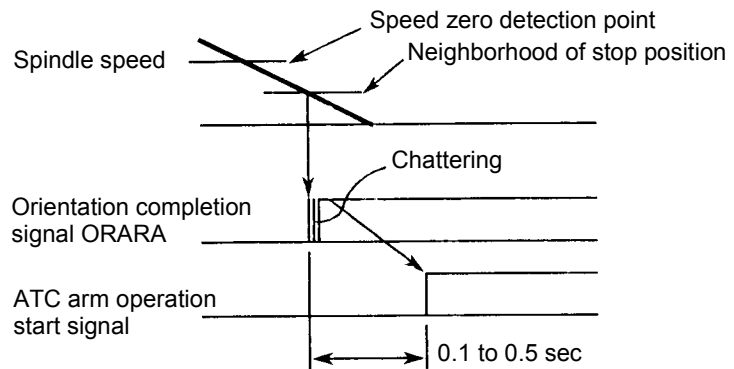 Speed zero detection point
Spindle speed
Neighborhood of stop position
Chattering
Orientation completion
signal ORARA
ATC arm operation
start signal
0.1 to 0.5 sec